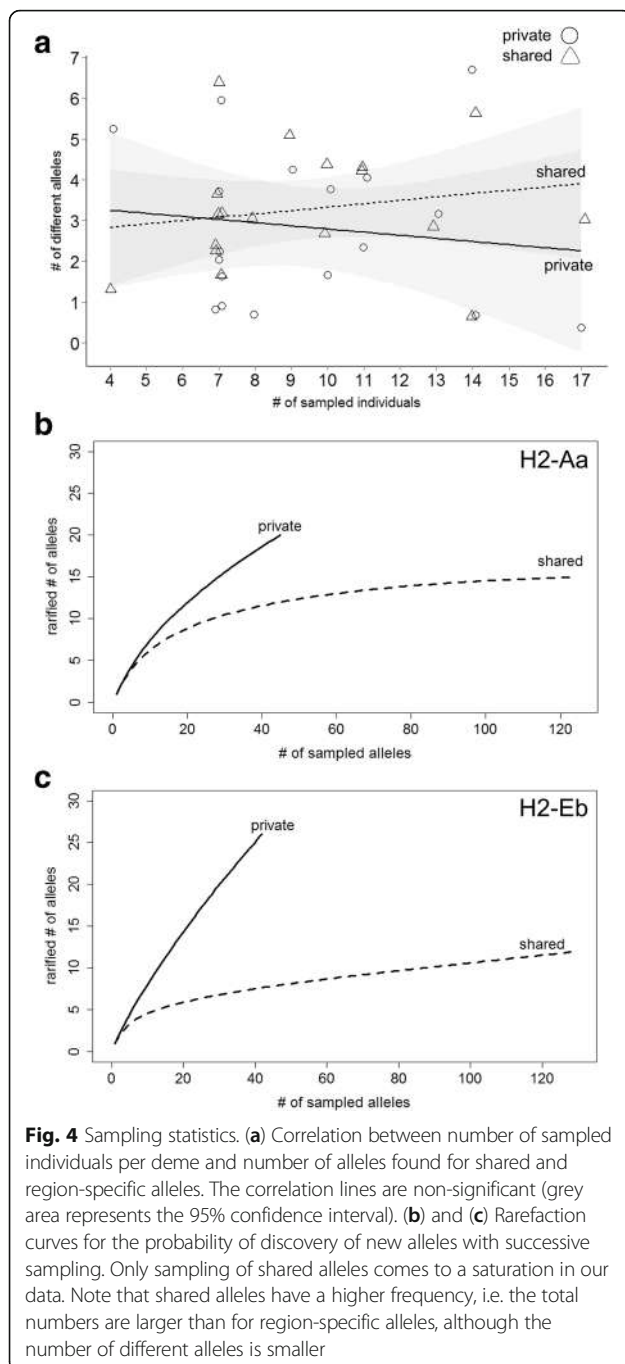 a
private
shared
7
6
5
4
3
2
1
0
# of different alleles
shared
private
4 5 6 7 8 9 10 11 12 13 14 15 16 17
# of sampled individuals
b
H2-Aa
30
25
20
15
10
5
0
rarified # of alleles
private
shared
0 20 40 60 80 100 120
# of sampled alleles
c
H2-Eb
30
25
20
15
10
5
0
rarified # of alleles
private
shared
0 20 40 60 80 100 120
# of sampled alleles
Fig. 4 Sampling statistics. (a) Correlation between number of sampled
individuals per deme and number of alleles found for shared and
region-specific alleles. The correlation lines are non-significant (grey
area represents the 95% confidence interval). (b) and (c) Rarefaction
curves for the probability of discovery of new alleles with successive
sampling. Only sampling of shared alleles comes to a saturation in our
data. Note that shared alleles have a higher frequency, i.e. the total
numbers are larger than for region-specific alleles, although the
number of different alleles is smaller